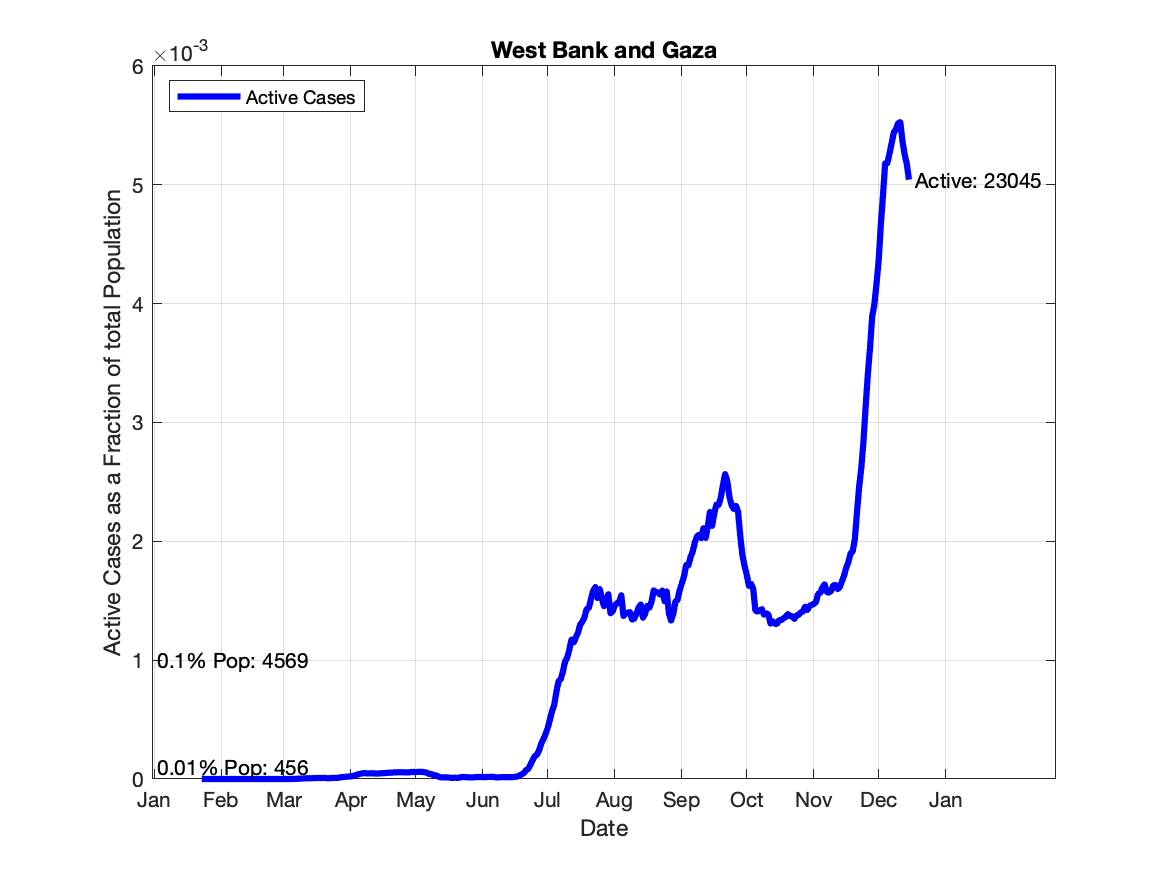 West Bank and Gaza
×10-3
Active Cases
6
5
4
3
2
1
0
Active Cases as a Fraction of total Population
Active: 23045
0.1% Pop: 4569
0.01% Pop: 456
Jan Feb Mar Apr May Jun Jul Aug Sep Oct Nov Dec Jan
Date